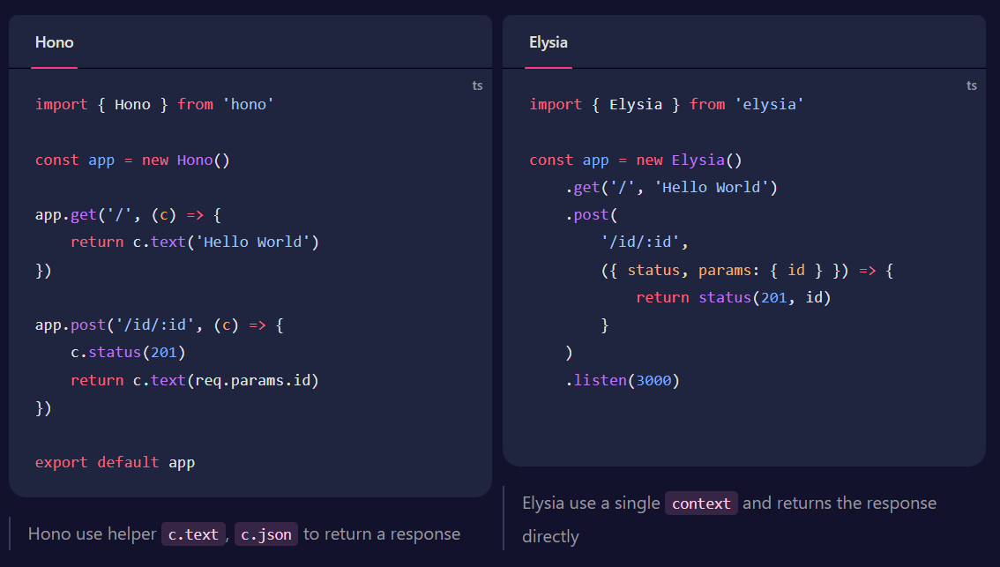 Hono
ts
import { Hono } from 'hono'
const app = new Hono()
app.get('/', (c) => {
    return c.text('Hello World')
})
app.post('/id/:id', (c) => {
    c.status(201)
    return c.text(req.params.id)
})
export default app
Hono use helper c.text, c.json to return a response
Elysia
ts
import { Elysia } from 'elysia'
const app = new Elysia()
    .get('/', 'Hello World')
    .post(
        '/id/:id',
        ({ status, params: { id } }) => {
            return status(201, id)
        }
    )
    .listen(3000)
Elysia use a single context and returns the response
directly